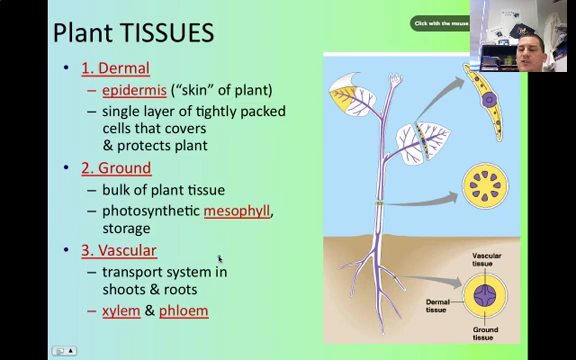 Plant TISSUES
Click with the mouse
• 1. Dermal
– epidermis (“skin” of plant)
– single layer of tightly packed
cells that covers
& protects plant
• 2. Ground
– bulk of plant tissue
– photosynthetic mesophyll,
storage
• 3. Vascular
– transport system in
shoots & roots
– xylem & phloem
Vascular
tissue
Dermal
tissue
Ground
tissue